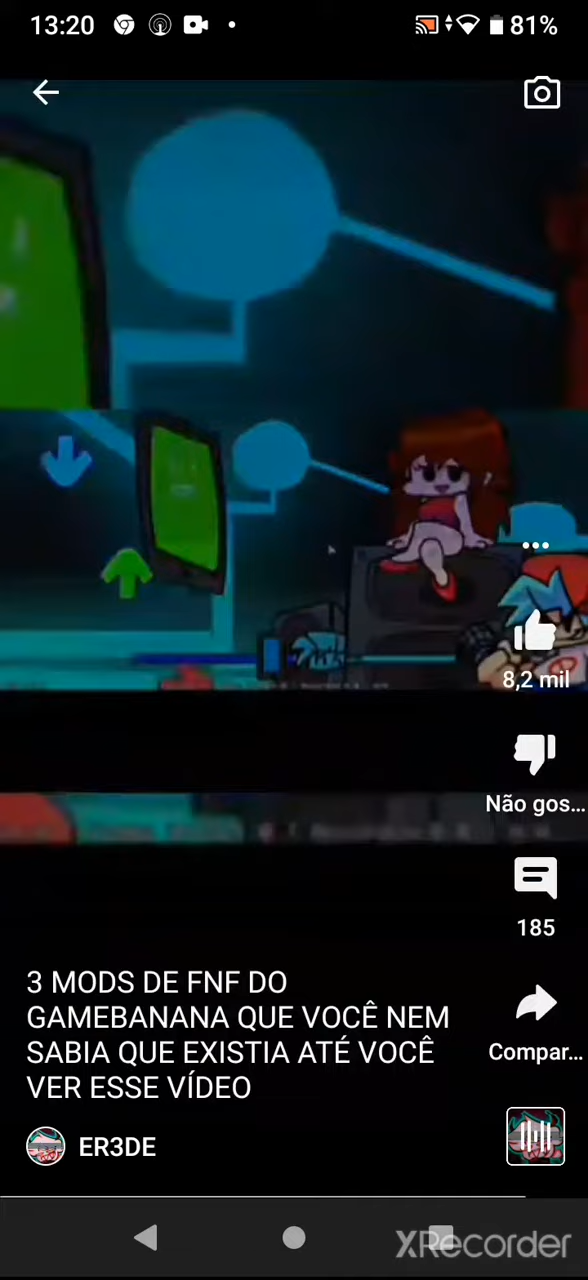 13:20
81%
8,2 mil
Não gos...
185
Compar...
3 MODS DE FNF DO
GAMEBANANA QUE VOCÊ NEM
SABIA QUE EXISTIA ATÉ VOCÊ
VER ESSE VÍDEO
ER3DE
XRecorder